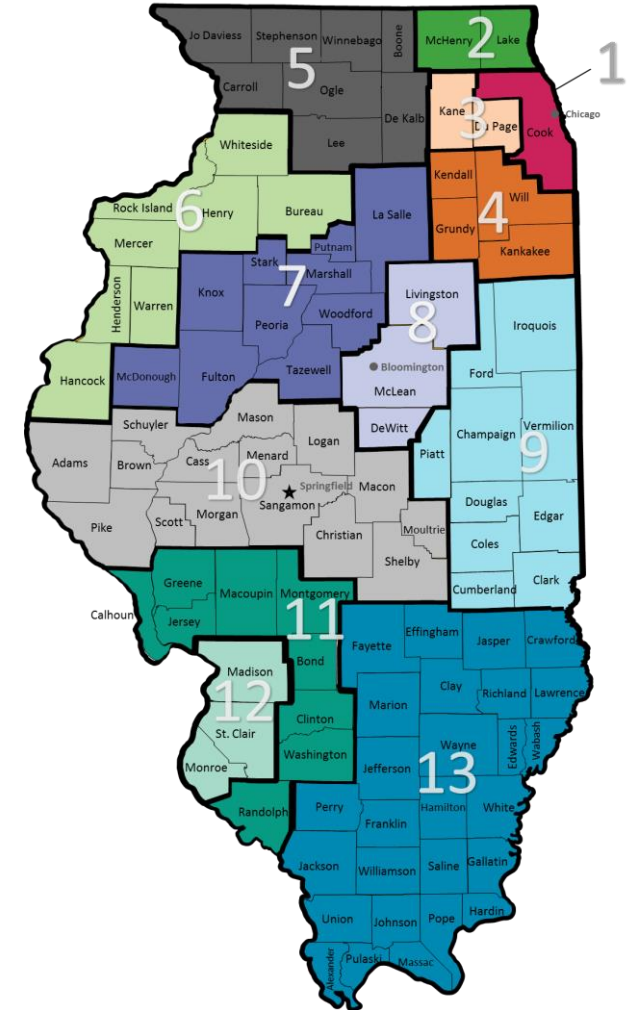 Jo Daviess
Stephenson
Winnebago
Boone
McHenry
Lake
2
1
5
Carroll
Ogle
De Kalb
Kane
3
Du Page
Cook
Chicago
Lee
Whiteside
Kendall
Will
4
Rock Island
6
Henry
Bureau
La Salle
Grundy
Kankakee
Mercer
Putnam
Stark
Marshall
7
Knox
Henderson
Warren
Livingston
8
Iroquois
Peoria
Woodford
Hancock
McDonough
Fulton
Tazewell
Bloomington
McLean
Ford
Mason
DeWitt
Schuyler
Logan
Champaign
Vermilion
9
Adams
Brown
Cass
Menard
Piatt
10
Springfield
Macon
Sangamon
Douglas
Edgar
Pike
Scott
Morgan
Christian
Moultrie
Coles
Shelby
Clark
Cumberland
Greene
Macoupin
Montgomery
Calhoun
Jersey
11
Fayette
Effingham
Jasper
Crawford
Bond
Madison
12
Clay
Richland
Lawrence
Marion
Clinton
St. Clair
Wayne
Edwards
Wabash
Washington
Monroe
Jefferson
13
Randolph
Perry
Hamilton
White
Franklin
Jackson
Williamson
Saline
Gallatin
Union
Johnson
Pope
Hardin
Alexander
Pulaski
Massac